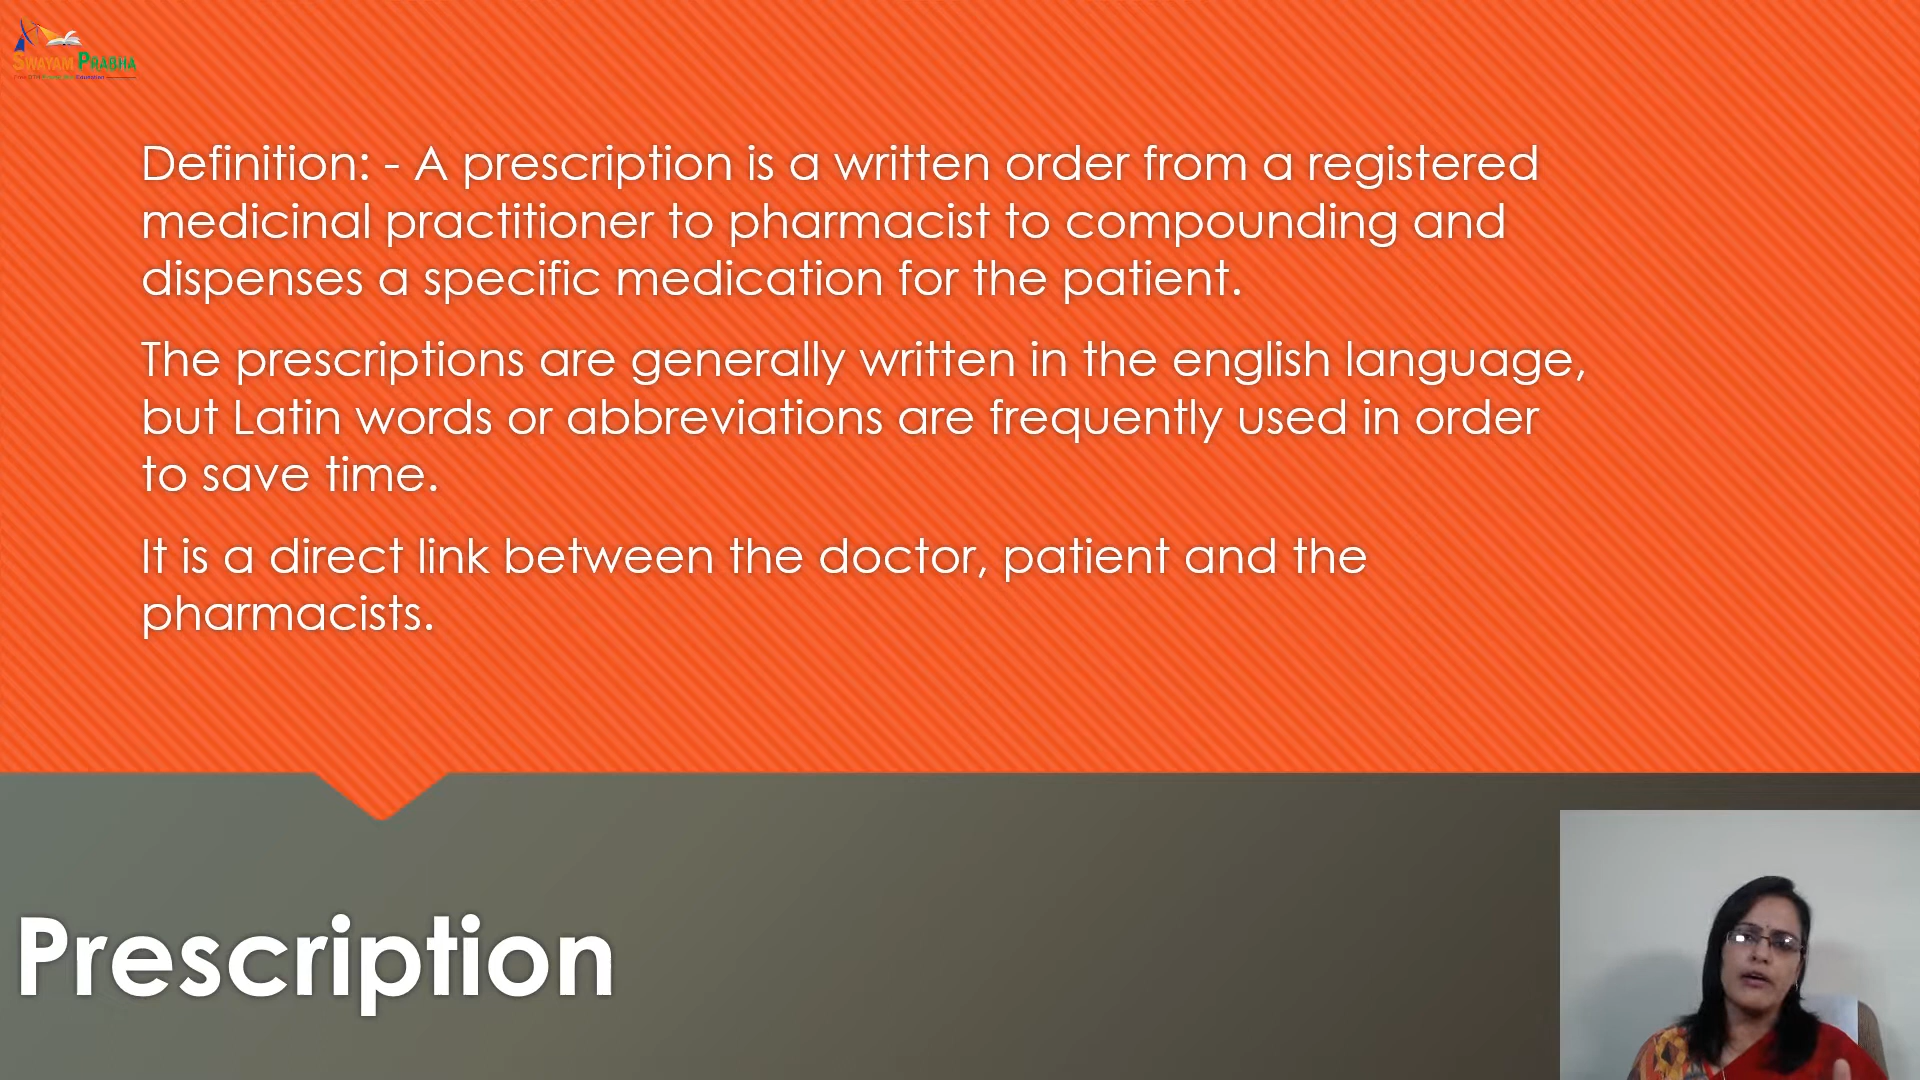 SWAYAM PRABHA
Definition: - A prescription is a written order from a registered
medicinal practitioner to pharmacist to compounding and
dispenses a specific medication for the patient.
The prescriptions are generally written in the english language,
but Latin words or abbreviations are frequently used in order
to save time.
It is a direct link between the doctor, patient and the
pharmacists.
Prescription